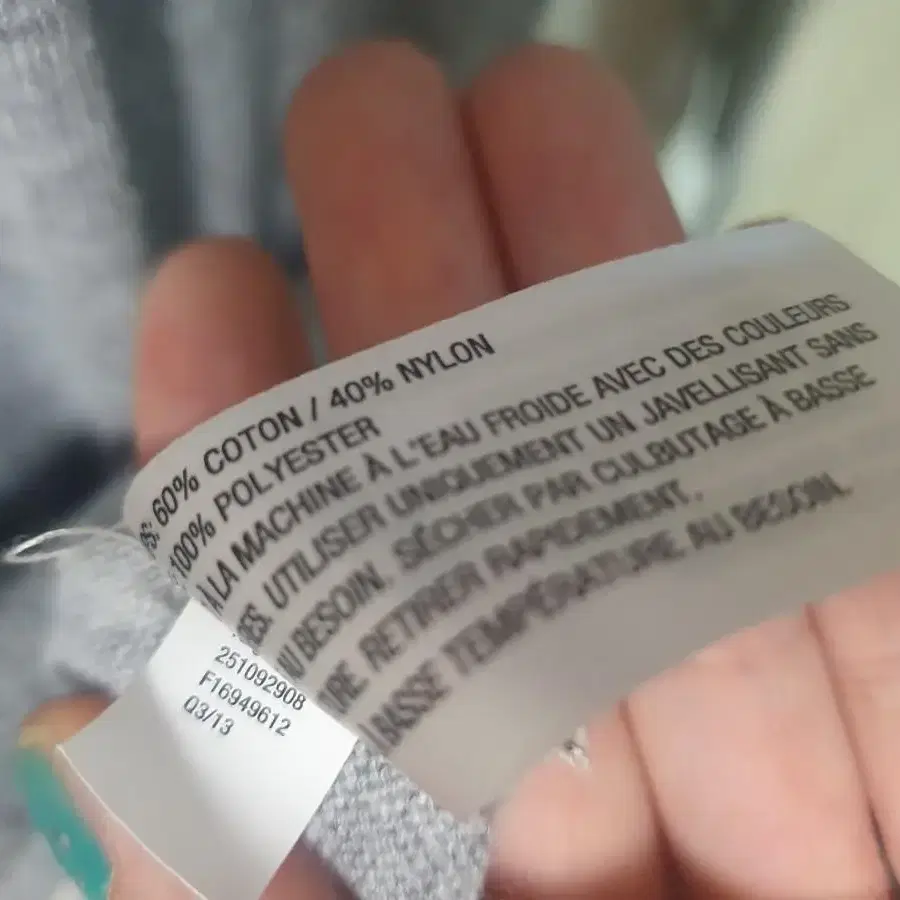 60% COTON / 40% NYLON
100% POLYESTER
À LA MACHINE À L'EAU FROIDE AVEC DES COULEURS
UTILISER UNIQUEMENT UN JAVELLISANT SANS
AU BESOIN. SÉCHER PAR CULBUTAGE À BASSE
RETIRER RAPIDEMENT.
BASSE TEMPÉRATURE AU BESOIN.
251092908
F16949612
Q3/13